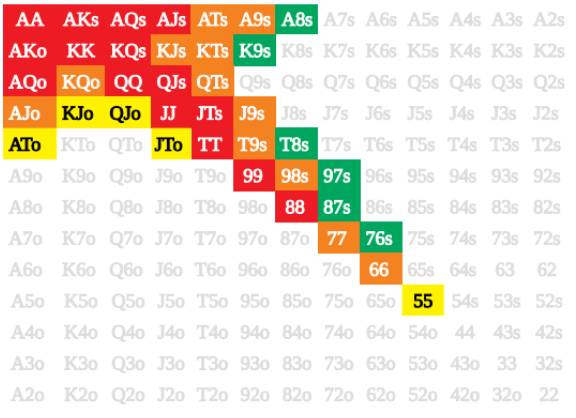 AA AKs AQs AJs ATs A9s A8s A7s A6s A5s A4s A3s A2s
AKo KK KQs KJs KTs K9s K8s K7s K6s K5s K4s K3s K2s
AQo KQo QQ QJs QTs Q9s Q8s Q7s Q6s Q5s Q4s Q3s Q2s
AJo KJo QJo JJ JTs J9s J8s J7s J6s J5s J4s J3s J2s
ATo KTo QTo JTo TT T9s T8s T7s T6s T5s T4s T3s T2s
A9o K9o Q9o J9o T9o 99 98s 97s 96s 95s 94s 93s 92s
A8o K8o Q8o J8o T8o 98o 88 87s 86s 85s 84s 83s 82s
A7o K7o Q7o J7o T7o 97o 87o 77 76s 75s 74s 73s 72s
A6o K6o Q6o J6o T6o 96o 86o 76o 66 65s 64s 63 62
A5o K5o Q5o J5o T5o 95o 85o 75o 65o 55 54s 53s 52s
A4o K4o Q4o J4o T4o 94o 84o 74o 64o 54o 44 43s 42s
A3o K3o Q3o J3o T3o 93o 83o 73o 63o 53o 43o 33 32s
A2o K2o Q2o J2o T2o 92o 82o 72o 62o 52o 42o 32o 22